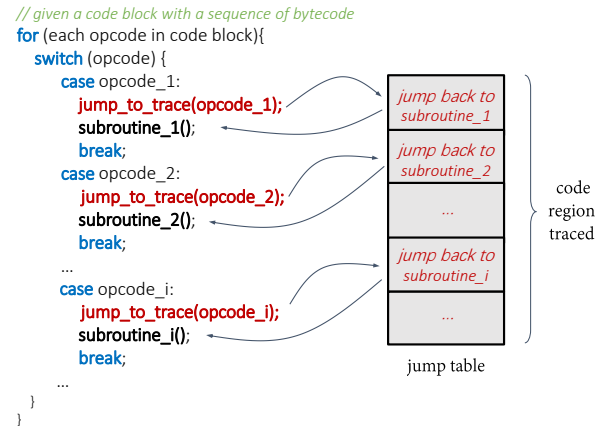 // given a code block with a sequence of bytecode
for (each opcode in code block){
switch (opcode) {
case opcode_1:
jump_to_trace(opcode_1);
subroutine_1();
break;
case opcode_2:
jump_to_trace(opcode_2);
subroutine_2();
break;
...
case opcode_i:
jump_to_trace(opcode_i);
subroutine_i();
break;
...
}
}
jump back to
subroutine_1
jump back to
subroutine_2
...
jump back to
subroutine_i
...
jump table
code
region
traced